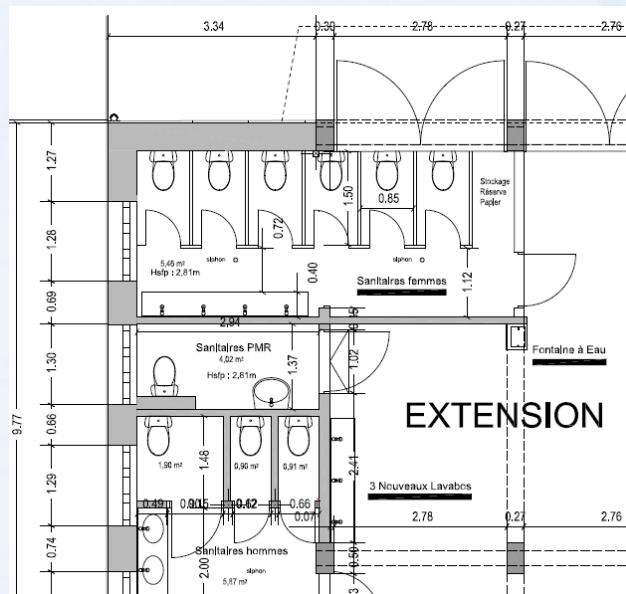 3.34
0.30
2.78
0.27
2.76
1.27
1.28
0.69
1.30
0.66
1.29
0.74
9.77
1.50
0.85
0.72
Stockage
Réserve
Papier
siphon
siphon
5,46 m²
Hsfp : 2,81m
0.40
Sanitaires femmes
1.12
2.94
Sanitaires PMR
4,02 m²
Hsfp : 2,81m
1.37
1.02
Fontaine à Eau
EXTENSION
1,90 m²
1.48
0,90 m²
0,91 m²
2.41
3 Nouveaux Lavabos
0.49
0.66
0.07
2.78
0.27
2.76
Sanitaires hommes
2.00
siphon
5,87 m²
0.50